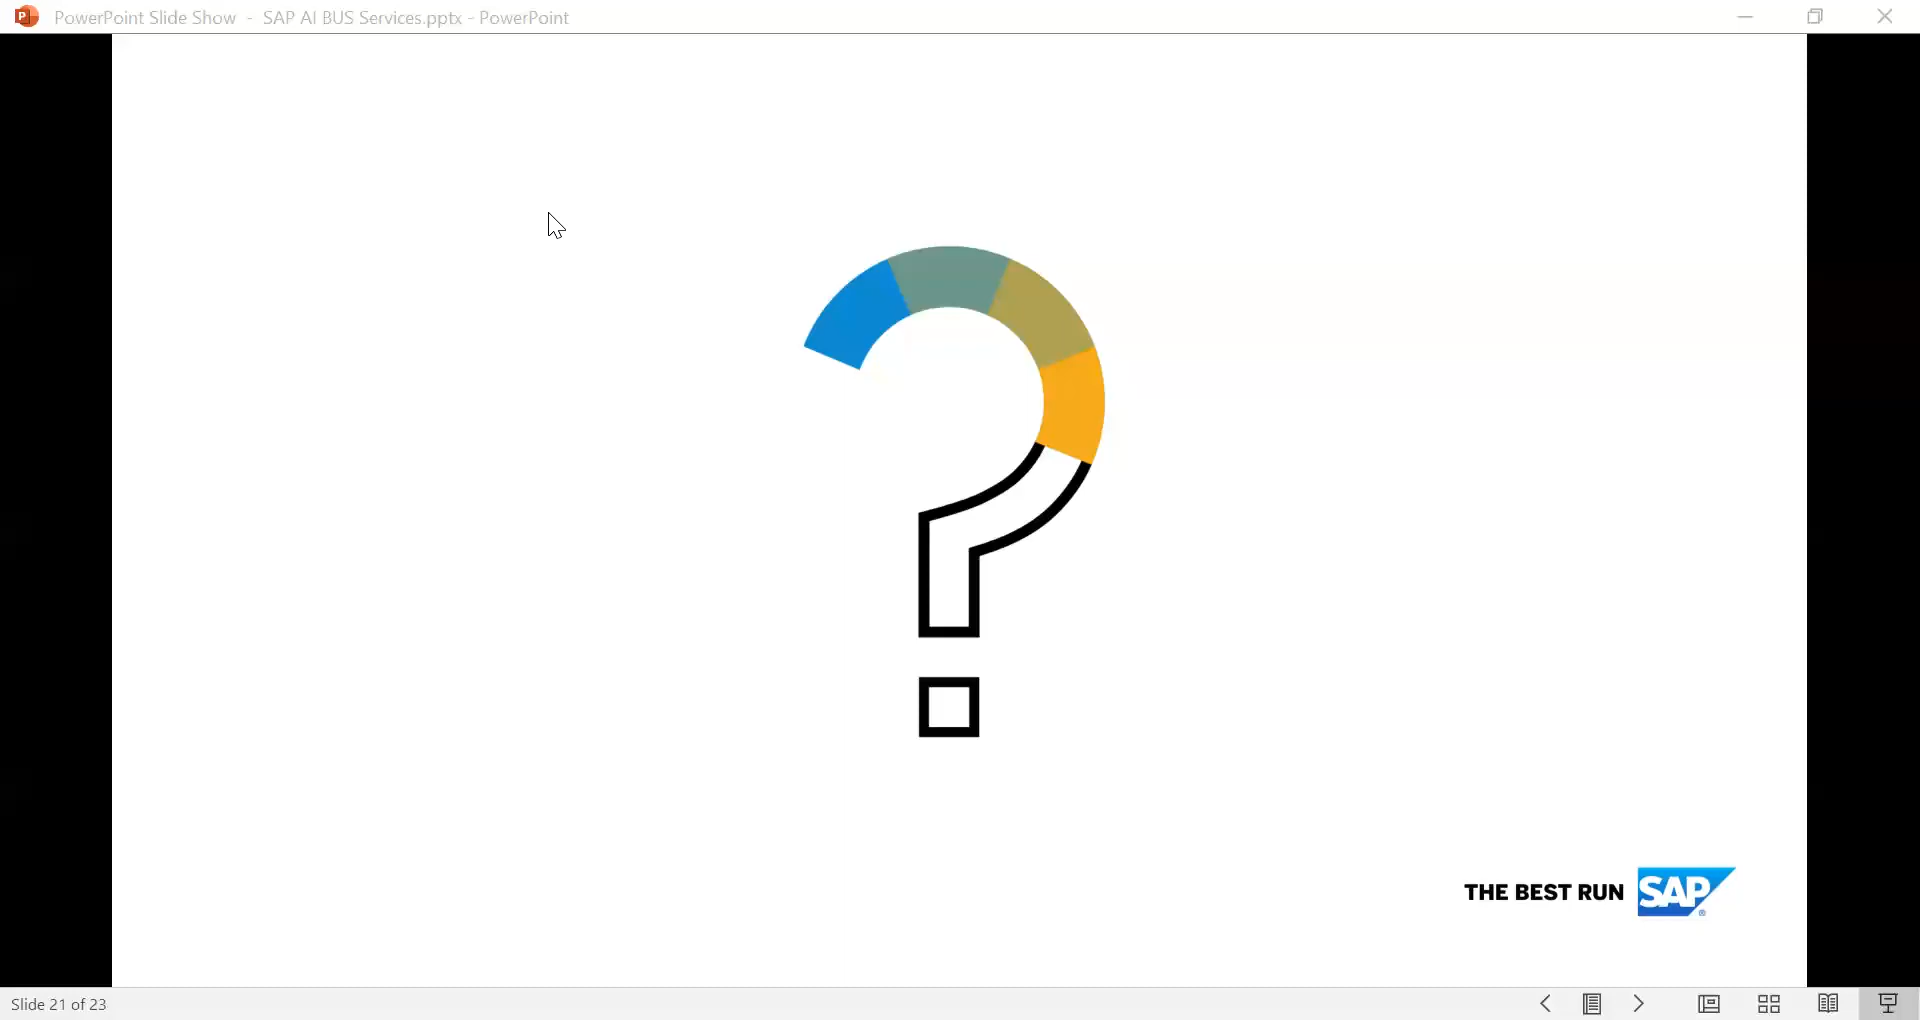 PowerPoint Slide Show - SAP AI BUS Services.pptx - PowerPoint
?
THE BEST RUN SAP
Slide 21 of 23